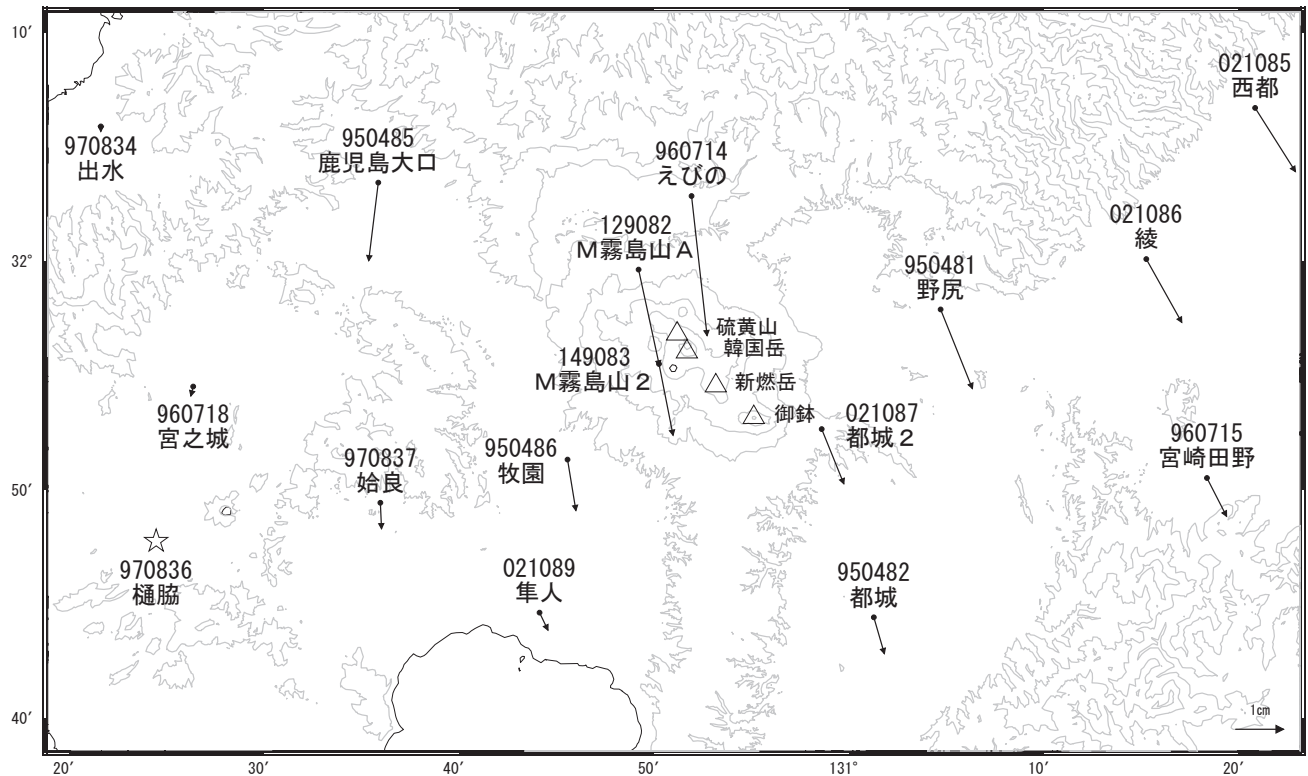 10′
021085
西都
970834
出水
950485
鹿児島大口
960714
えびの
129082
M霧島山A
021086
綾
32°
950481
野尻
硫黄山
韓国岳
149083
M霧島山2
新燃岳
960718
宮之城
御鉢
021087
都城2
970837
姶良
950486
牧園
960715
宮崎田野
50′
970836
樋脇
021089
隼人
950482
都城
40′
1cm
20′
30′
40′
50′
131°
10′
20′